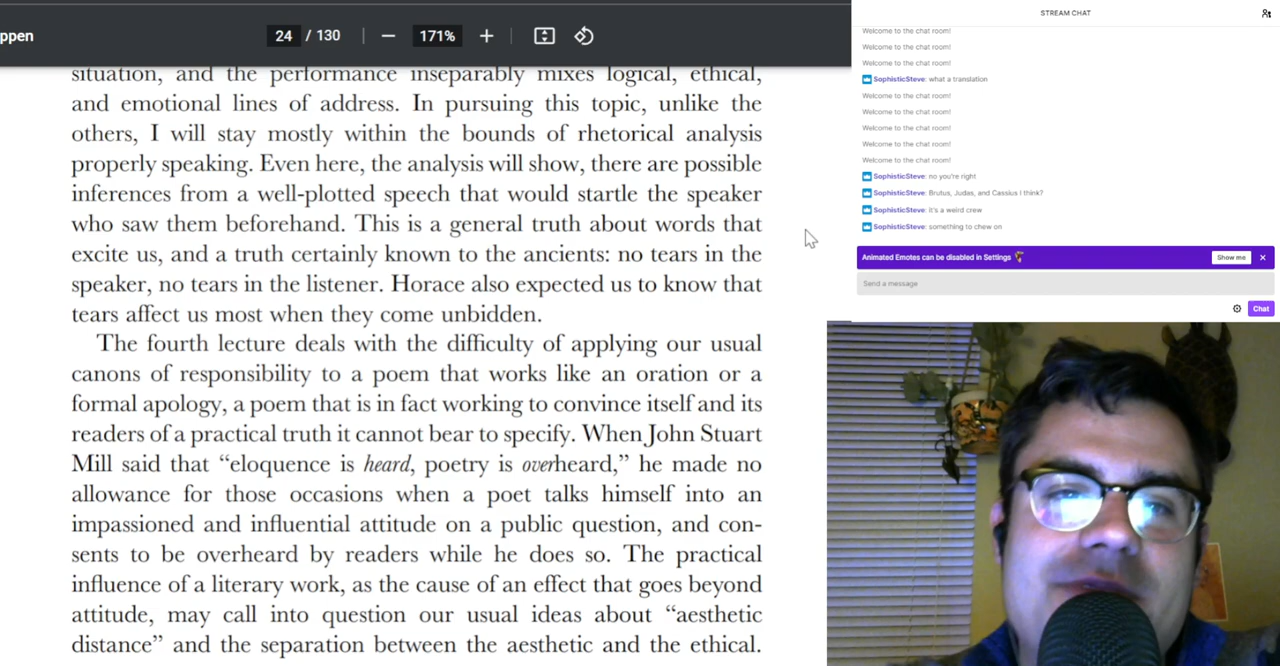 ppen
24 / 130
171%
situation, and the performance inseparably mixes logical, ethical,
and emotional lines of address. In pursuing this topic, unlike the
others, I will stay mostly within the bounds of rhetorical analysis
properly speaking. Even here, the analysis will show, there are possible
inferences from a well-plotted speech that would startle the speaker
who saw them beforehand. This is a general truth about words that
excite us, and a truth certainly known to the ancients: no tears in the
speaker, no tears in the listener. Horace also expected us to know that
tears affect us most when they come unbidden.
The fourth lecture deals with the difficulty of applying our usual
canons of responsibility to a poem that works like an oration or a
formal apology, a poem that is in fact working to convince itself and its
readers of a practical truth it cannot bear to specify. When John Stuart
Mill said that “eloquence is heard, poetry is overheard,” he made no
allowance for those occasions when a poet talks himself into an
impassioned and influential attitude on a public question, and con-
sents to be overheard by readers while he does so. The practical
influence of a literary work, as the cause of an effect that goes beyond
attitude, may call into question our usual ideas about “aesthetic
distance” and the separation between the aesthetic and the ethical.
STREAM CHAT
Welcome to the chat room!
Welcome to the chat room!
Welcome to the chat room!
SophisticSteve: what a translation
Welcome to the chat room!
Welcome to the chat room!
Welcome to the chat room!
Welcome to the chat room!
Welcome to the chat room!
SophisticSteve: no you're right
SophisticSteve: Brutus, Judas, and Cassius I think?
SophisticSteve: it's a weird crew
SophisticSteve: something to chew on
Animated Emotes can be disabled in Settings
Show me
Send a message
Chat